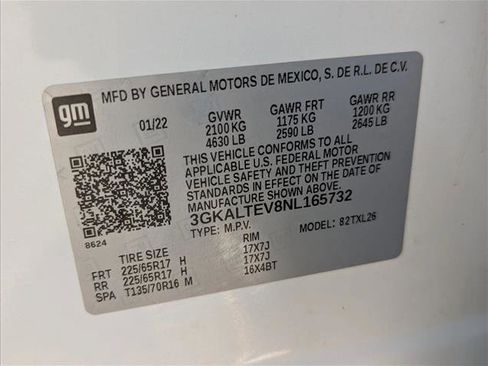 gm
MFD BY GENERAL MOTORS DE MEXICO, S. DE R.L. DE C.V.
01/22 GVWR GAWR FRT GAWR RR
2100 KG 1175 KG 1200 KG
4630 LB 2590 LB 2645 LB
THIS VEHICLE CONFORMS TO ALL
APPLICABLE U.S. FEDERAL MOTOR
VEHICLE SAFETY, BUMPER, AND THEFT
PREVENTION STANDARDS IN EFFECT ON THE
DATE OF MANUFACTURE SHOWN ABOVE.
3GKALTEV8NL165732
TYPE: M.P.V. MODEL: 82TXL26
8624
TIRE SIZE RIM
FRT 225/65R17 H 17X7J
RR 225/65R17 H 17X7J
SPA T135/70R16 M 16X4BT